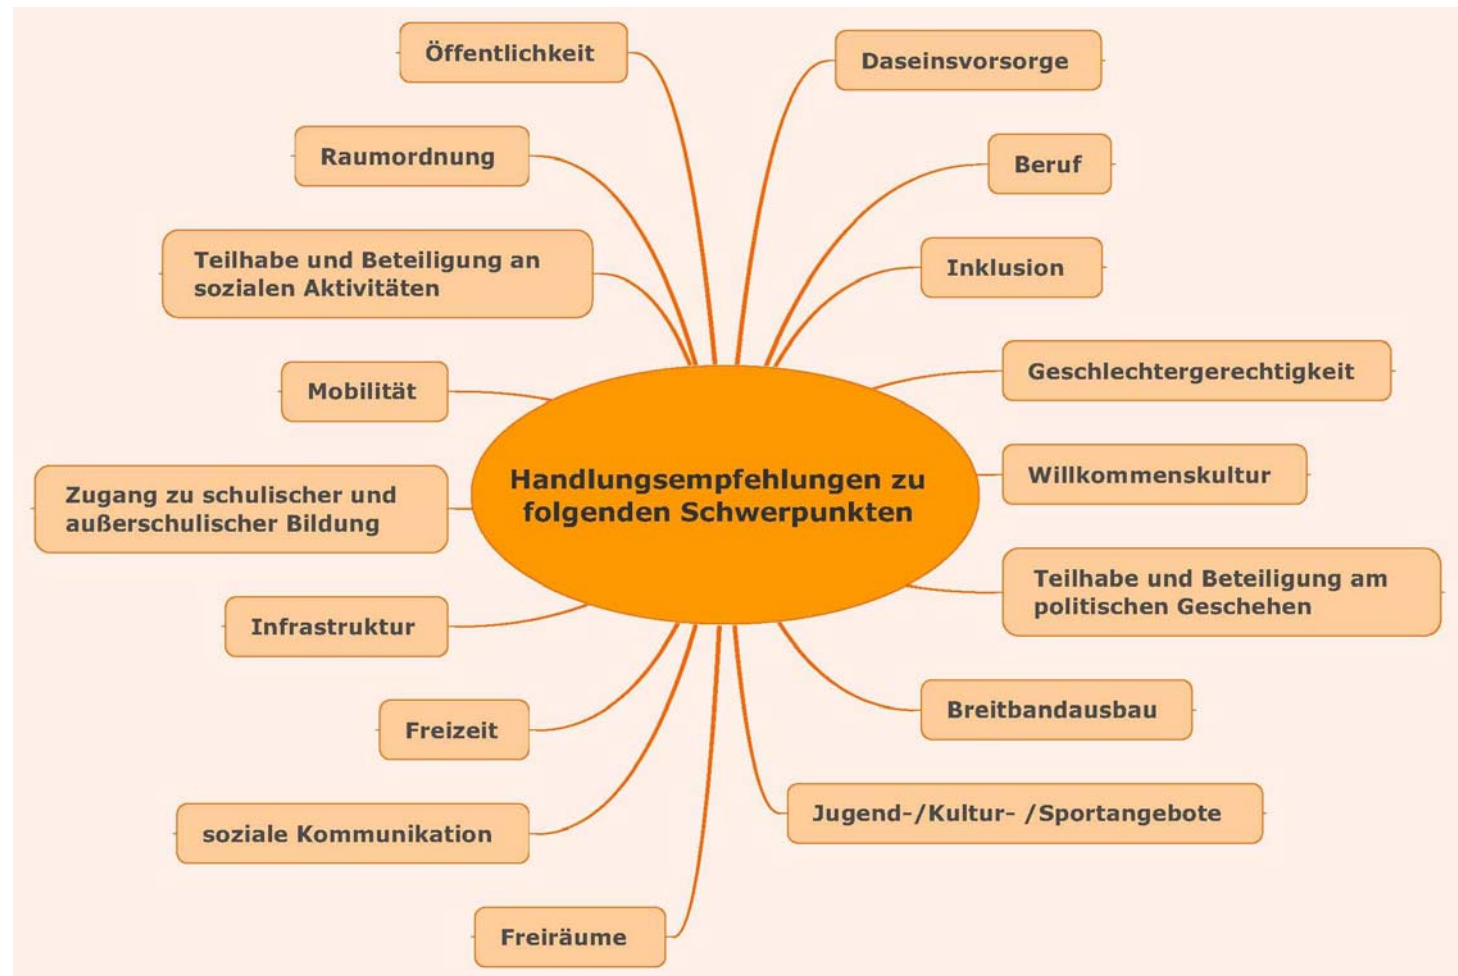 Öffentlichkeit
Daseinsvorsorge
Raumordnung
Beruf
Teilhabe und Beteiligung an
sozialen Aktivitäten
Inklusion
Mobilität
Geschlechtergerechtigkeit
Zugang zu schulischer und
außerschulischer Bildung
Handlungsempfehlungen zu
folgenden Schwerpunkten
Willkommenskultur
Teilhabe und Beteiligung am
politischen Geschehen
Infrastruktur
Freizeit
Breitbandausbau
soziale Kommunikation
Jugend-/Kultur- /Sportangebote
Freiräume